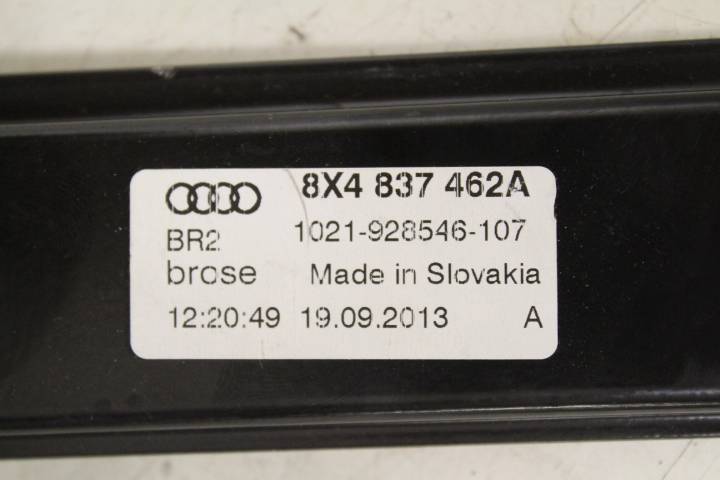 8X4 837 462A
BR2 1021-928546-107
brose Made in Slovakia
12:20:49 19.09.2013 A